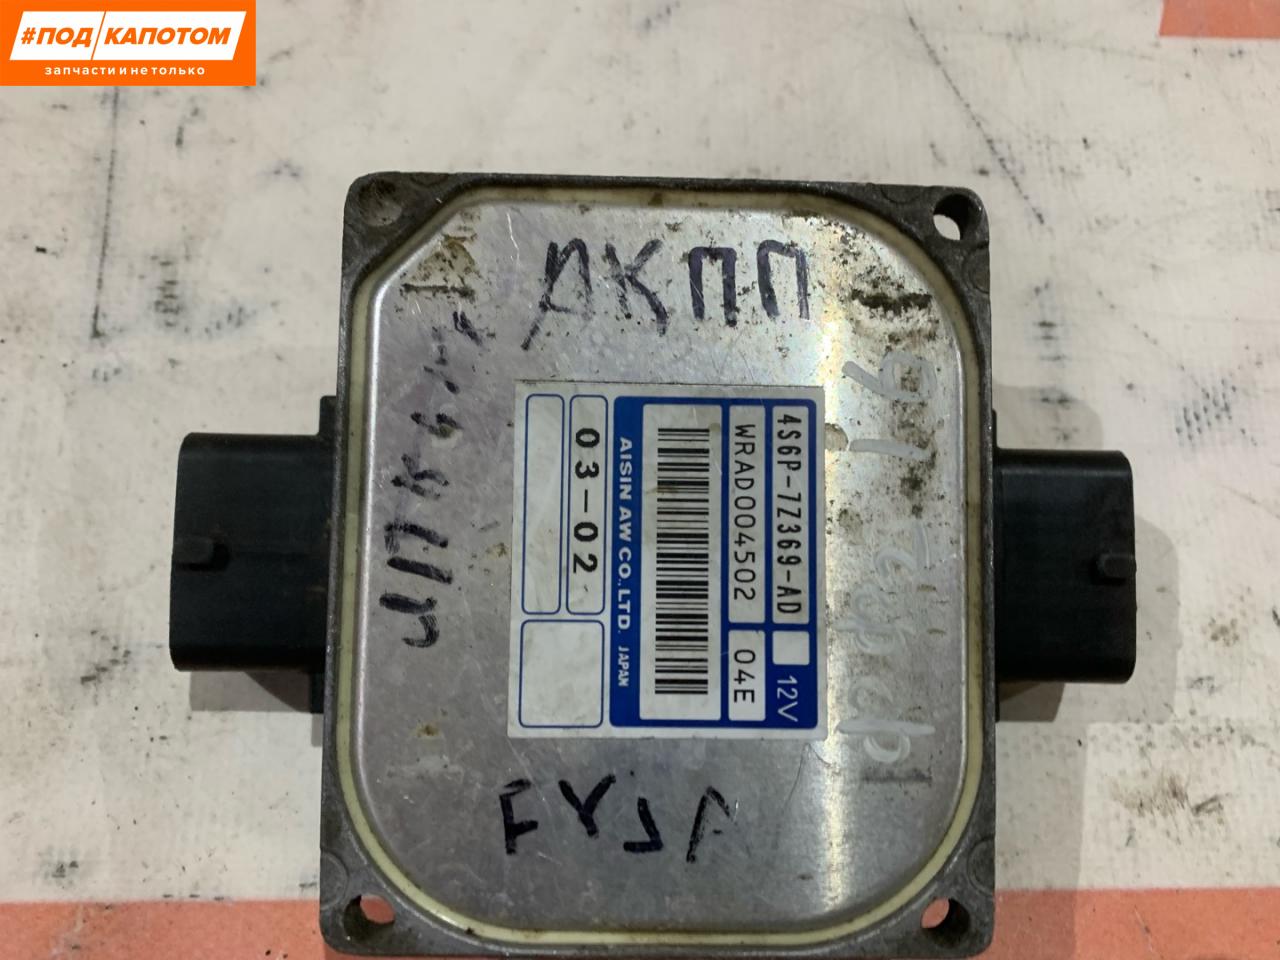 #ПОД КАПОТОМ
запчасти и не только
АКПП
4S6P-7Z369-AD 12V
WRAD004502 04E
AISIN AW CO.,LTD. JAPAN
03-02
FYJA